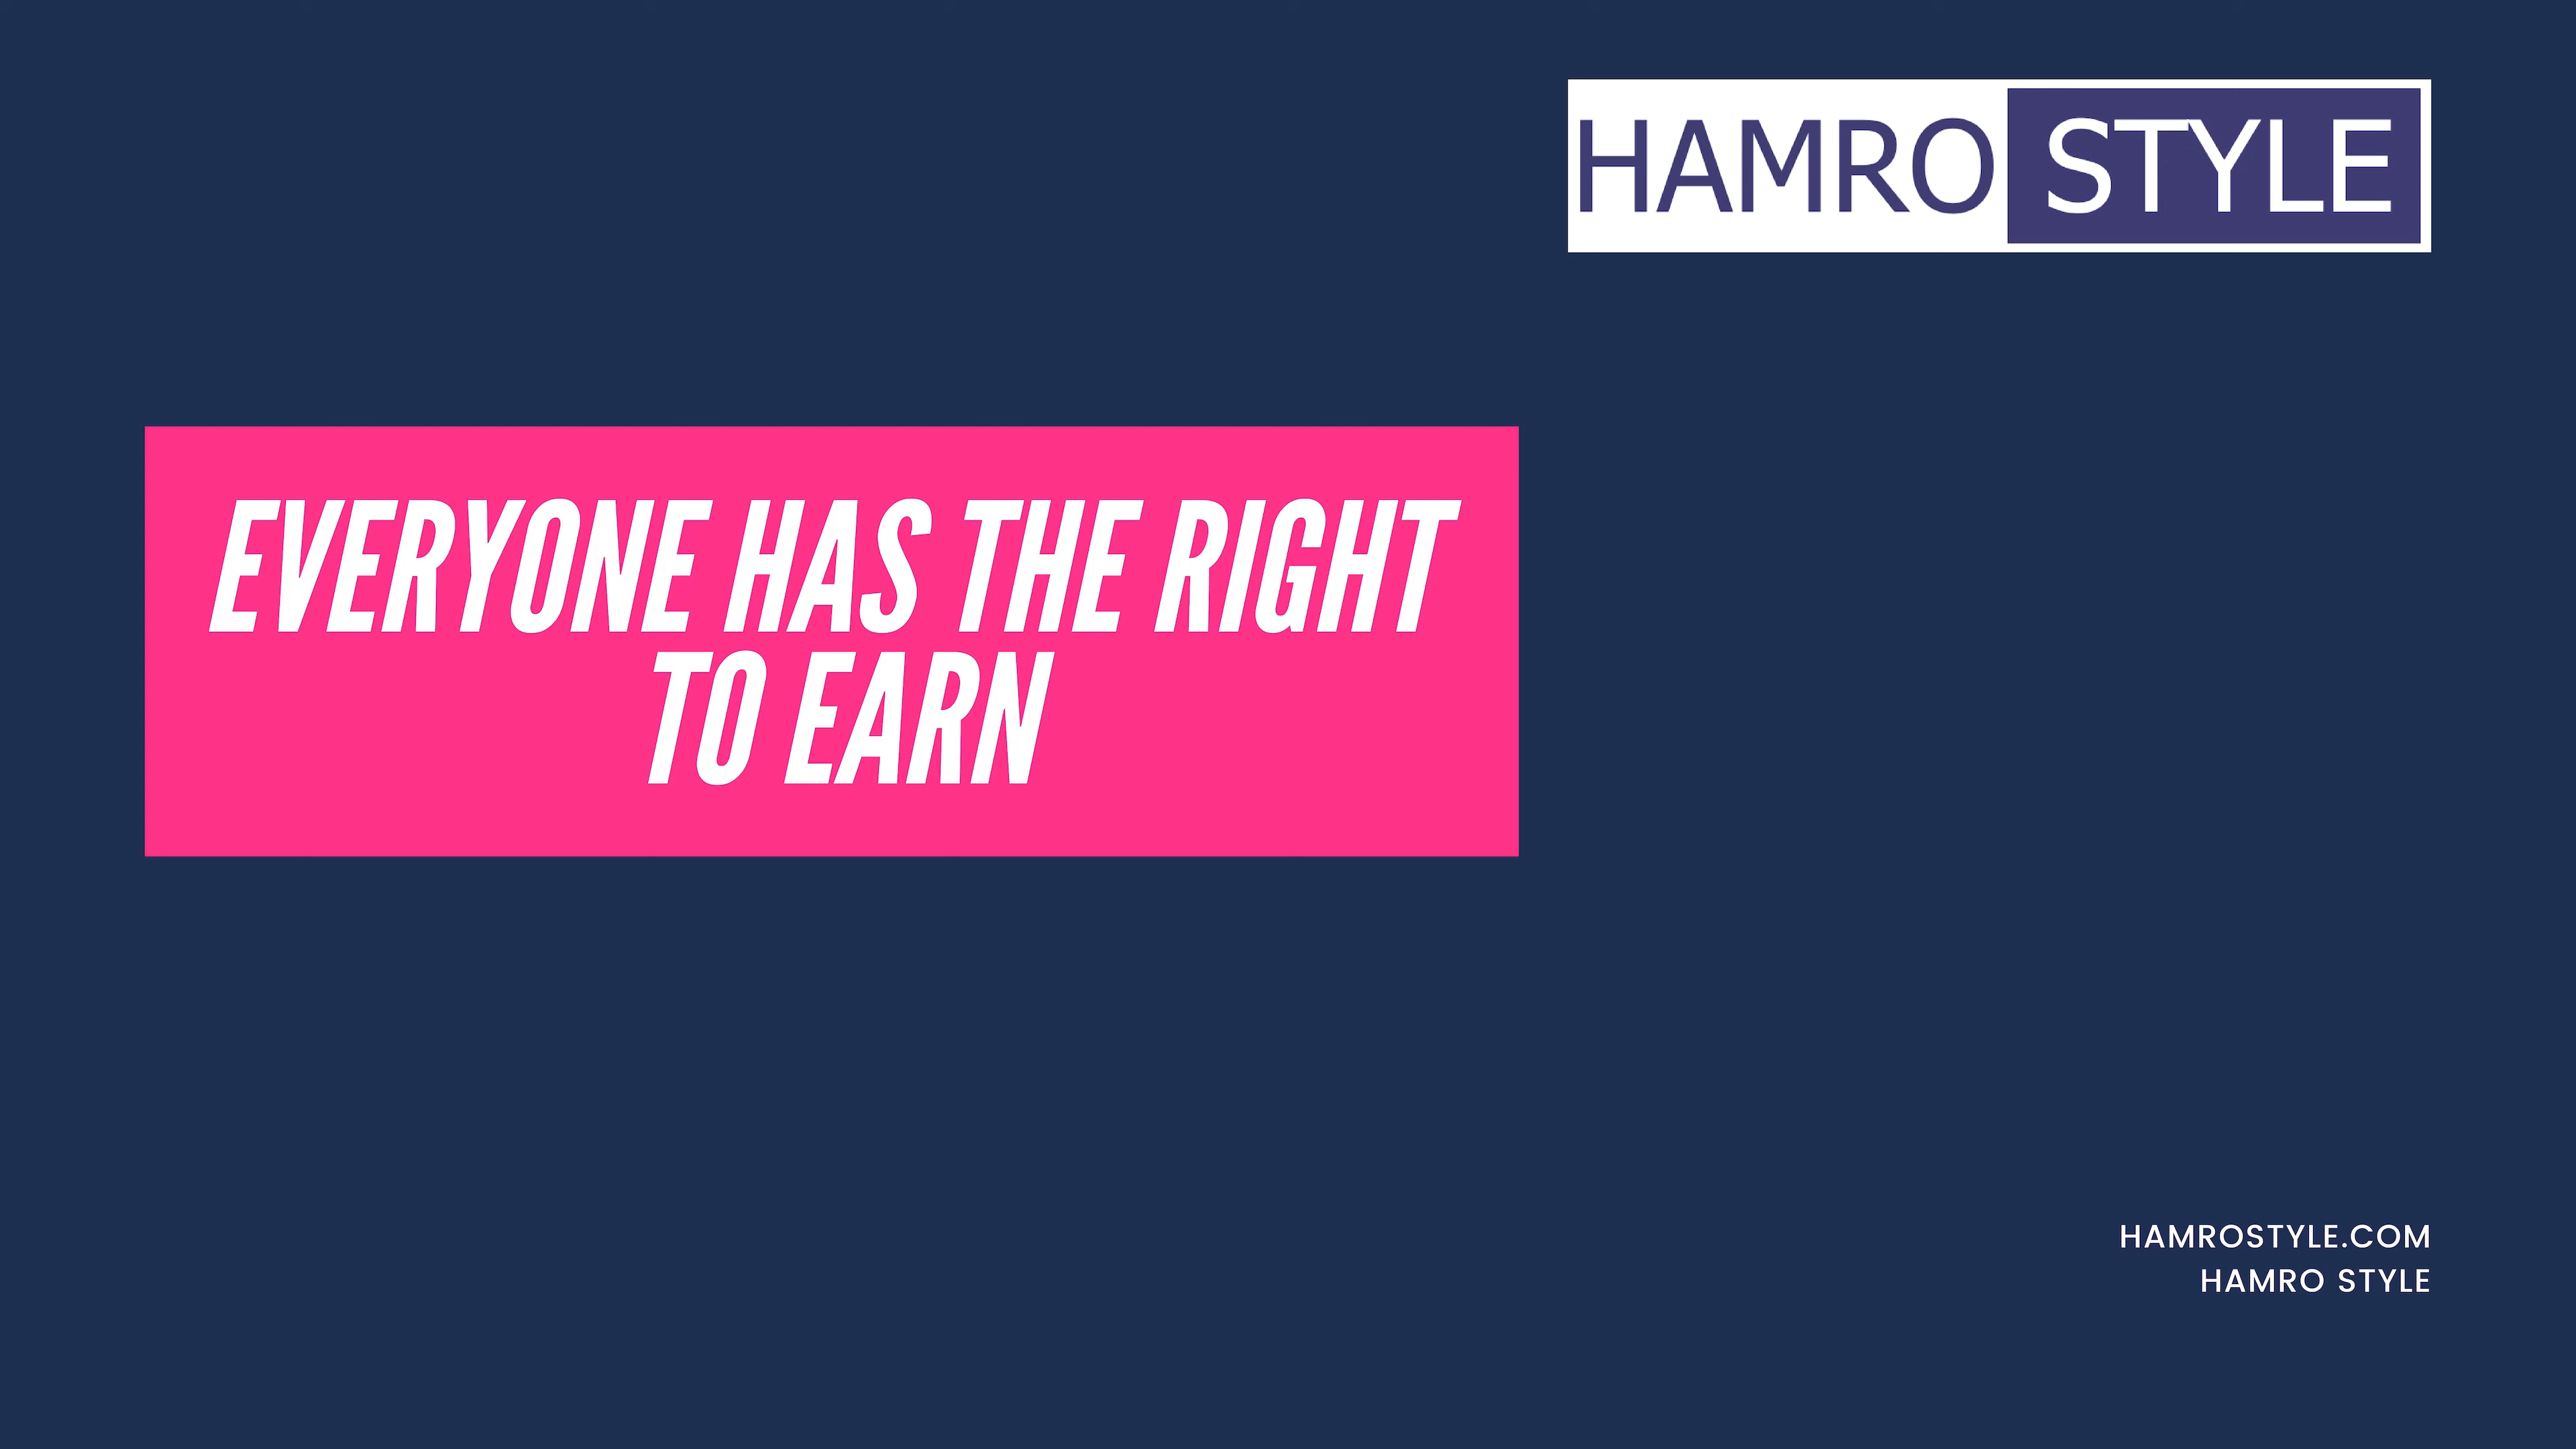 HAMRO STYLE
EVERYONE HAS THE RIGHT
TO EARN
HAMROSTYLE.COM
HAMRO STYLE